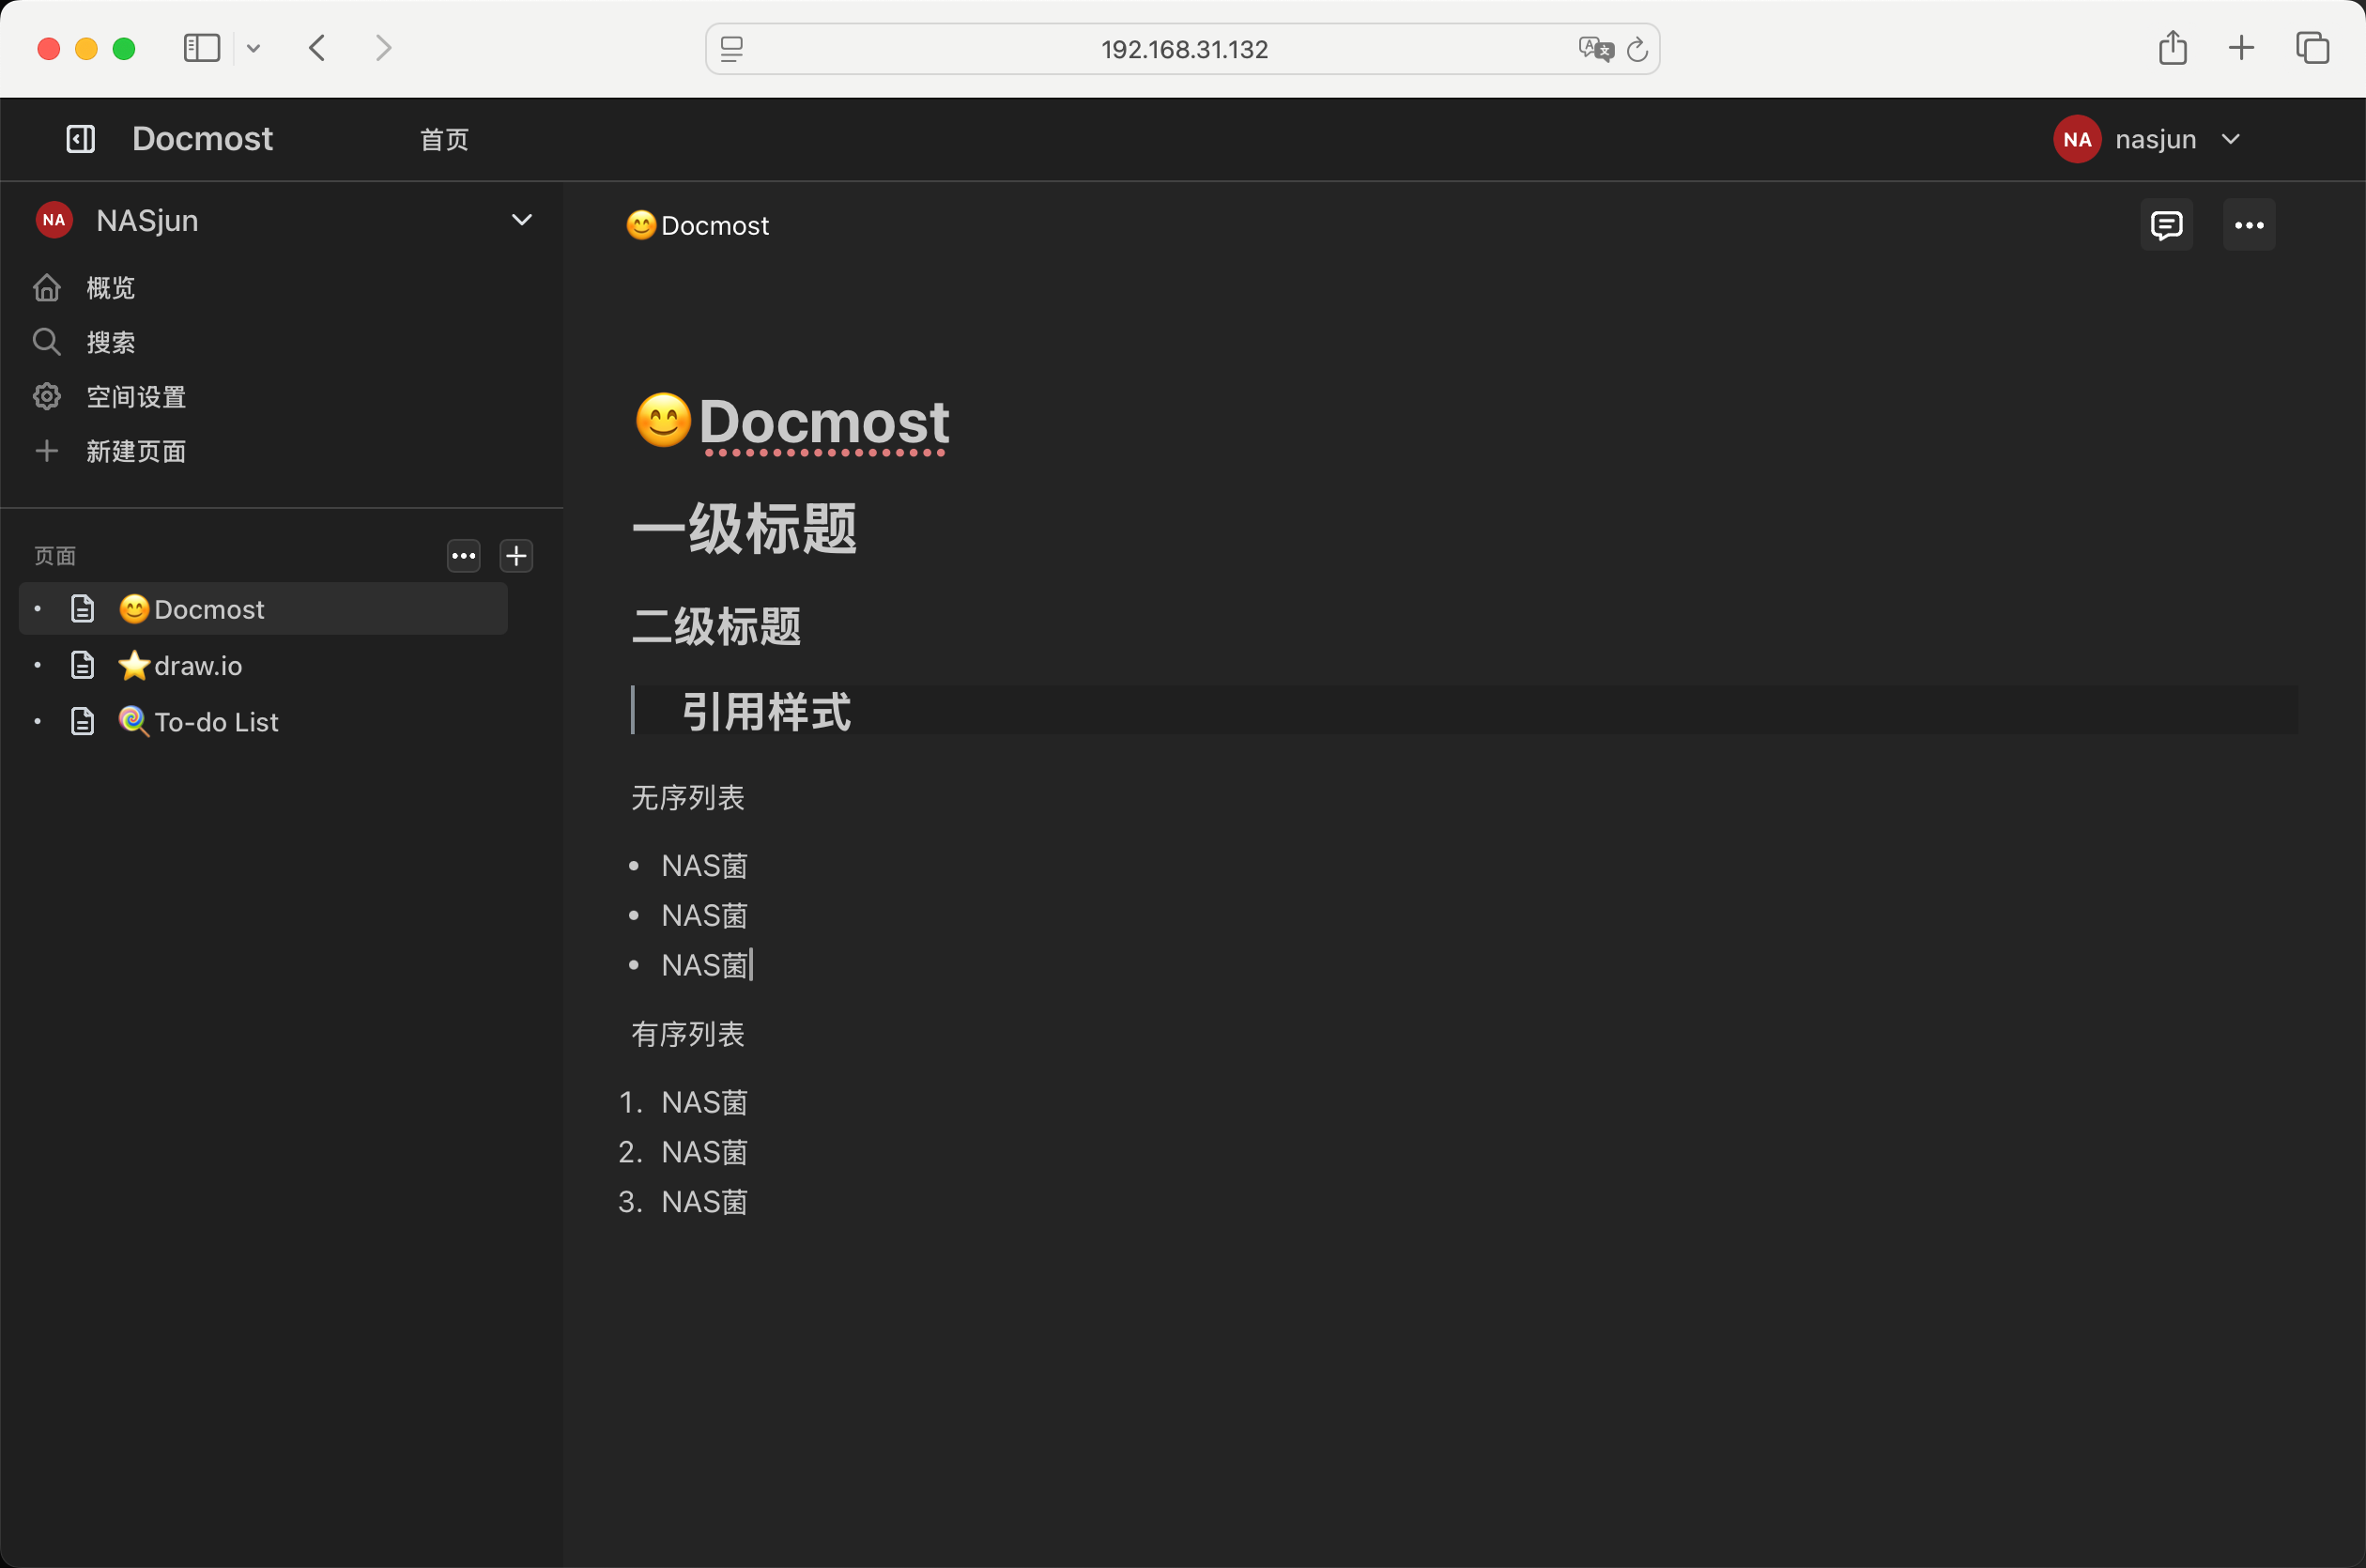 192.168.31.132
Docmost
首页
NA nasjun
NA NASjun
概览
搜索
空间设置
新建页面
页面
😊Docmost
⭐draw.io
🍭To-do List
😊Docmost
😊Docmost
一级标题
二级标题
引用样式
无序列表
• NAS菌
• NAS菌
• NAS菌
有序列表
1. NAS菌
2. NAS菌
3. NAS菌